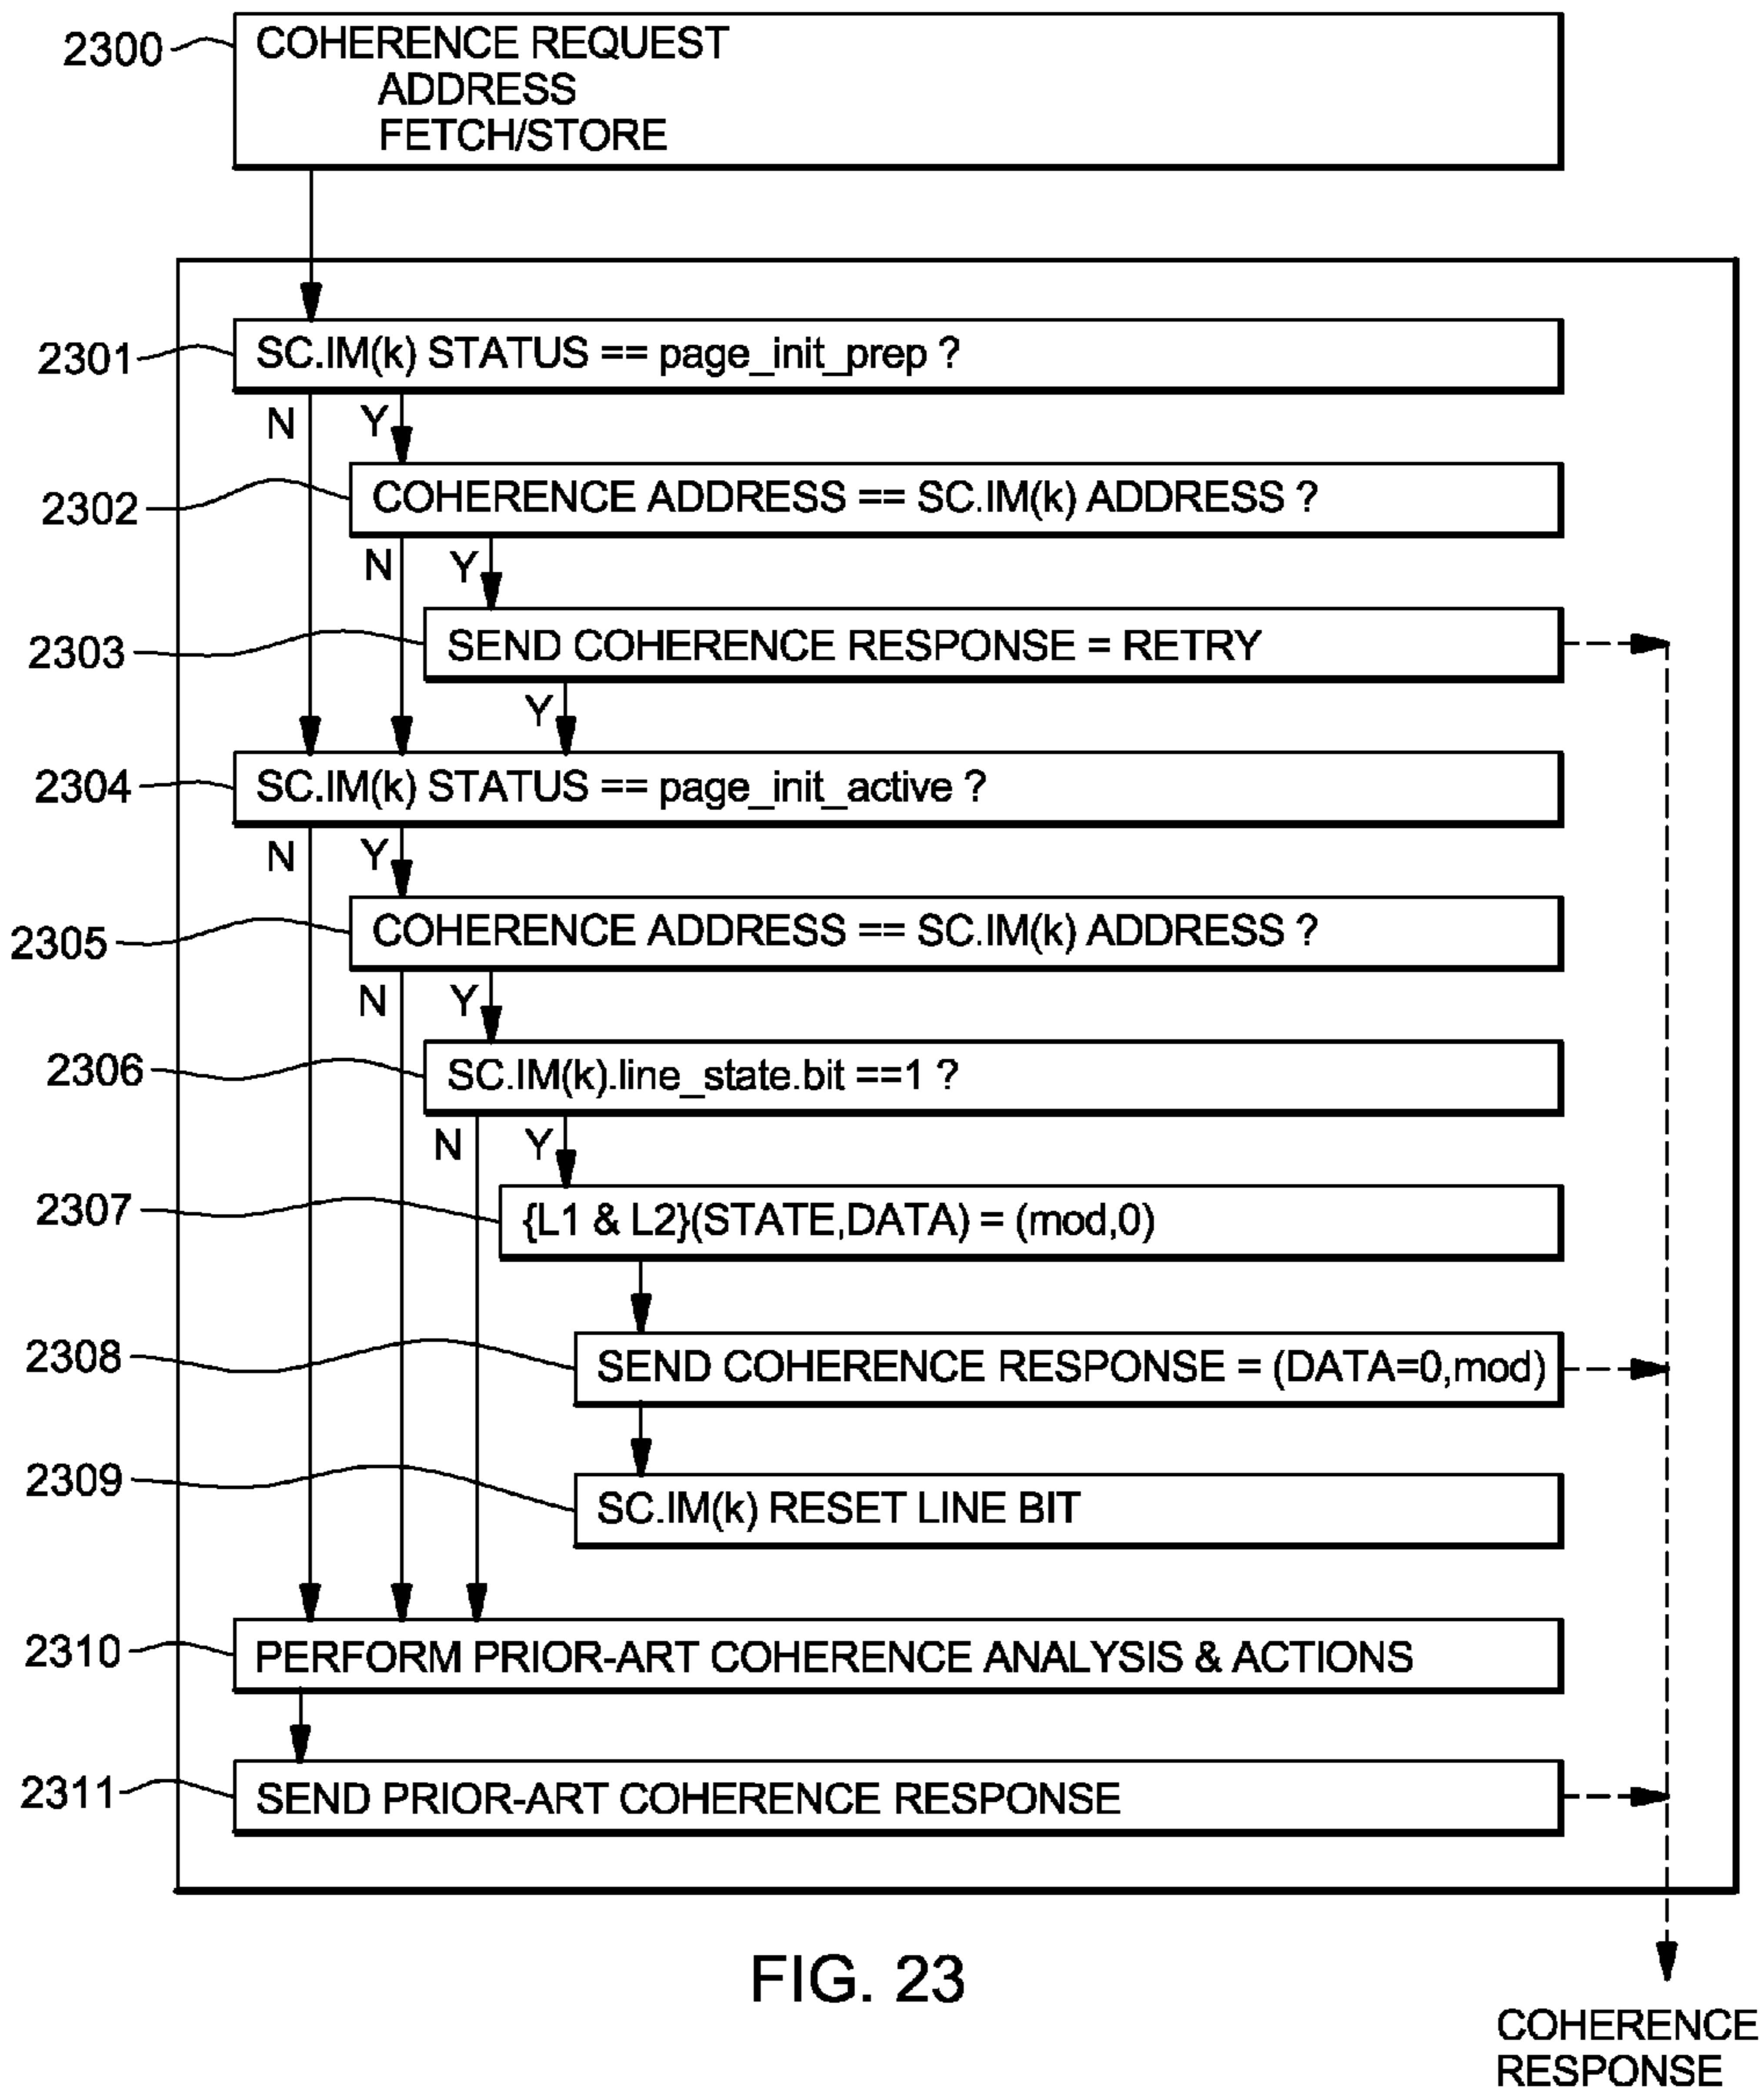 2300
COHERENCE REQUEST
ADDRESS
FETCH/STORE
2301
SC.IM(k) STATUS == page_init_prep ?
N
Y
2302
COHERENCE ADDRESS == SC.IM(k) ADDRESS ?
N
Y
2303
SEND COHERENCE RESPONSE = RETRY
Y
2304
SC.IM(k) STATUS == page_init_active ?
N
Y
2305
COHERENCE ADDRESS == SC.IM(k) ADDRESS ?
N
Y
2306
SC.IM(k).line_state.bit ==1 ?
N
Y
2307
{L1 & L2}(STATE,DATA) = (mod,0)
2308
SEND COHERENCE RESPONSE = (DATA=0,mod)
2309
SC.IM(k) RESET LINE BIT
2310
PERFORM PRIOR-ART COHERENCE ANALYSIS & ACTIONS
2311
SEND PRIOR-ART COHERENCE RESPONSE
FIG. 23
COHERENCE
RESPONSE